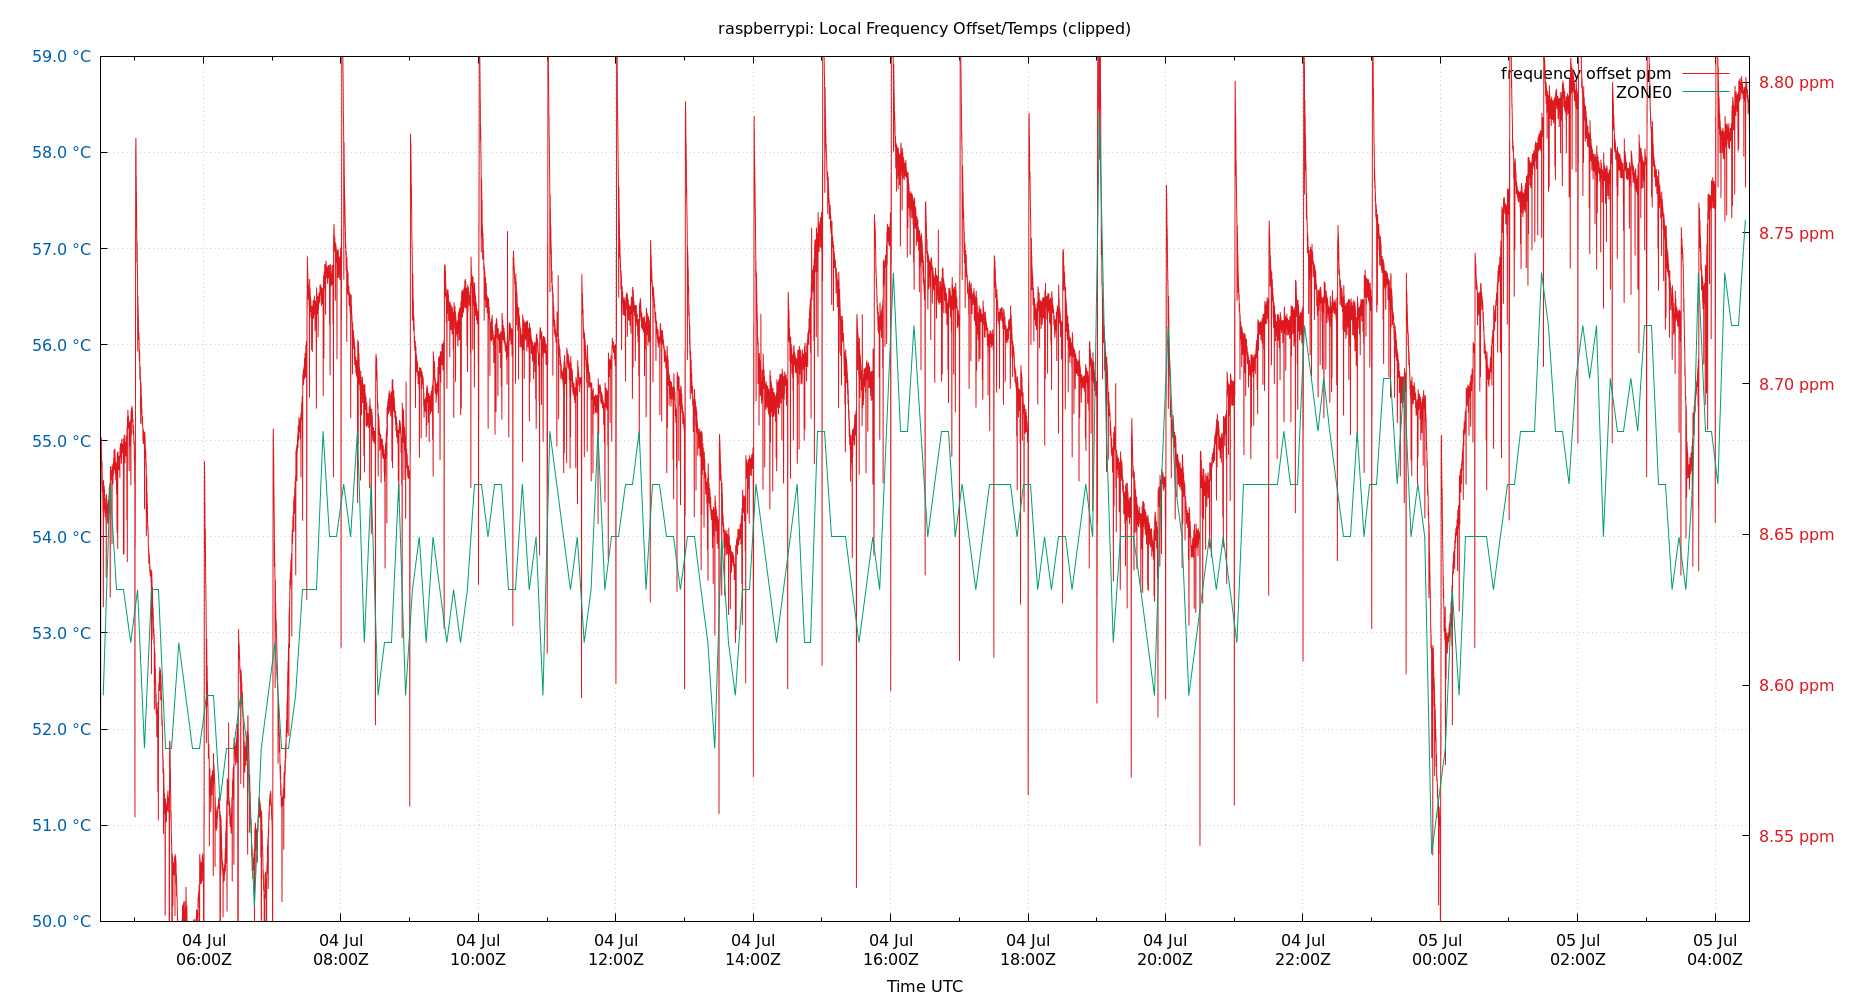 raspberrypi: Local Frequency Offset/Temps (clipped)
59.0 °C
58.0 °C
57.0 °C
56.0 °C
55.0 °C
54.0 °C
53.0 °C
52.0 °C
51.0 °C
50.0 °C
frequency offset ppm
ZONE0
8.80 ppm
8.75 ppm
8.70 ppm
8.65 ppm
8.60 ppm
8.55 ppm
04 Jul
06:00Z
04 Jul
08:00Z
04 Jul
10:00Z
04 Jul
12:00Z
04 Jul
14:00Z
04 Jul
16:00Z
04 Jul
18:00Z
04 Jul
20:00Z
04 Jul
22:00Z
05 Jul
00:00Z
05 Jul
02:00Z
05 Jul
04:00Z
Time UTC